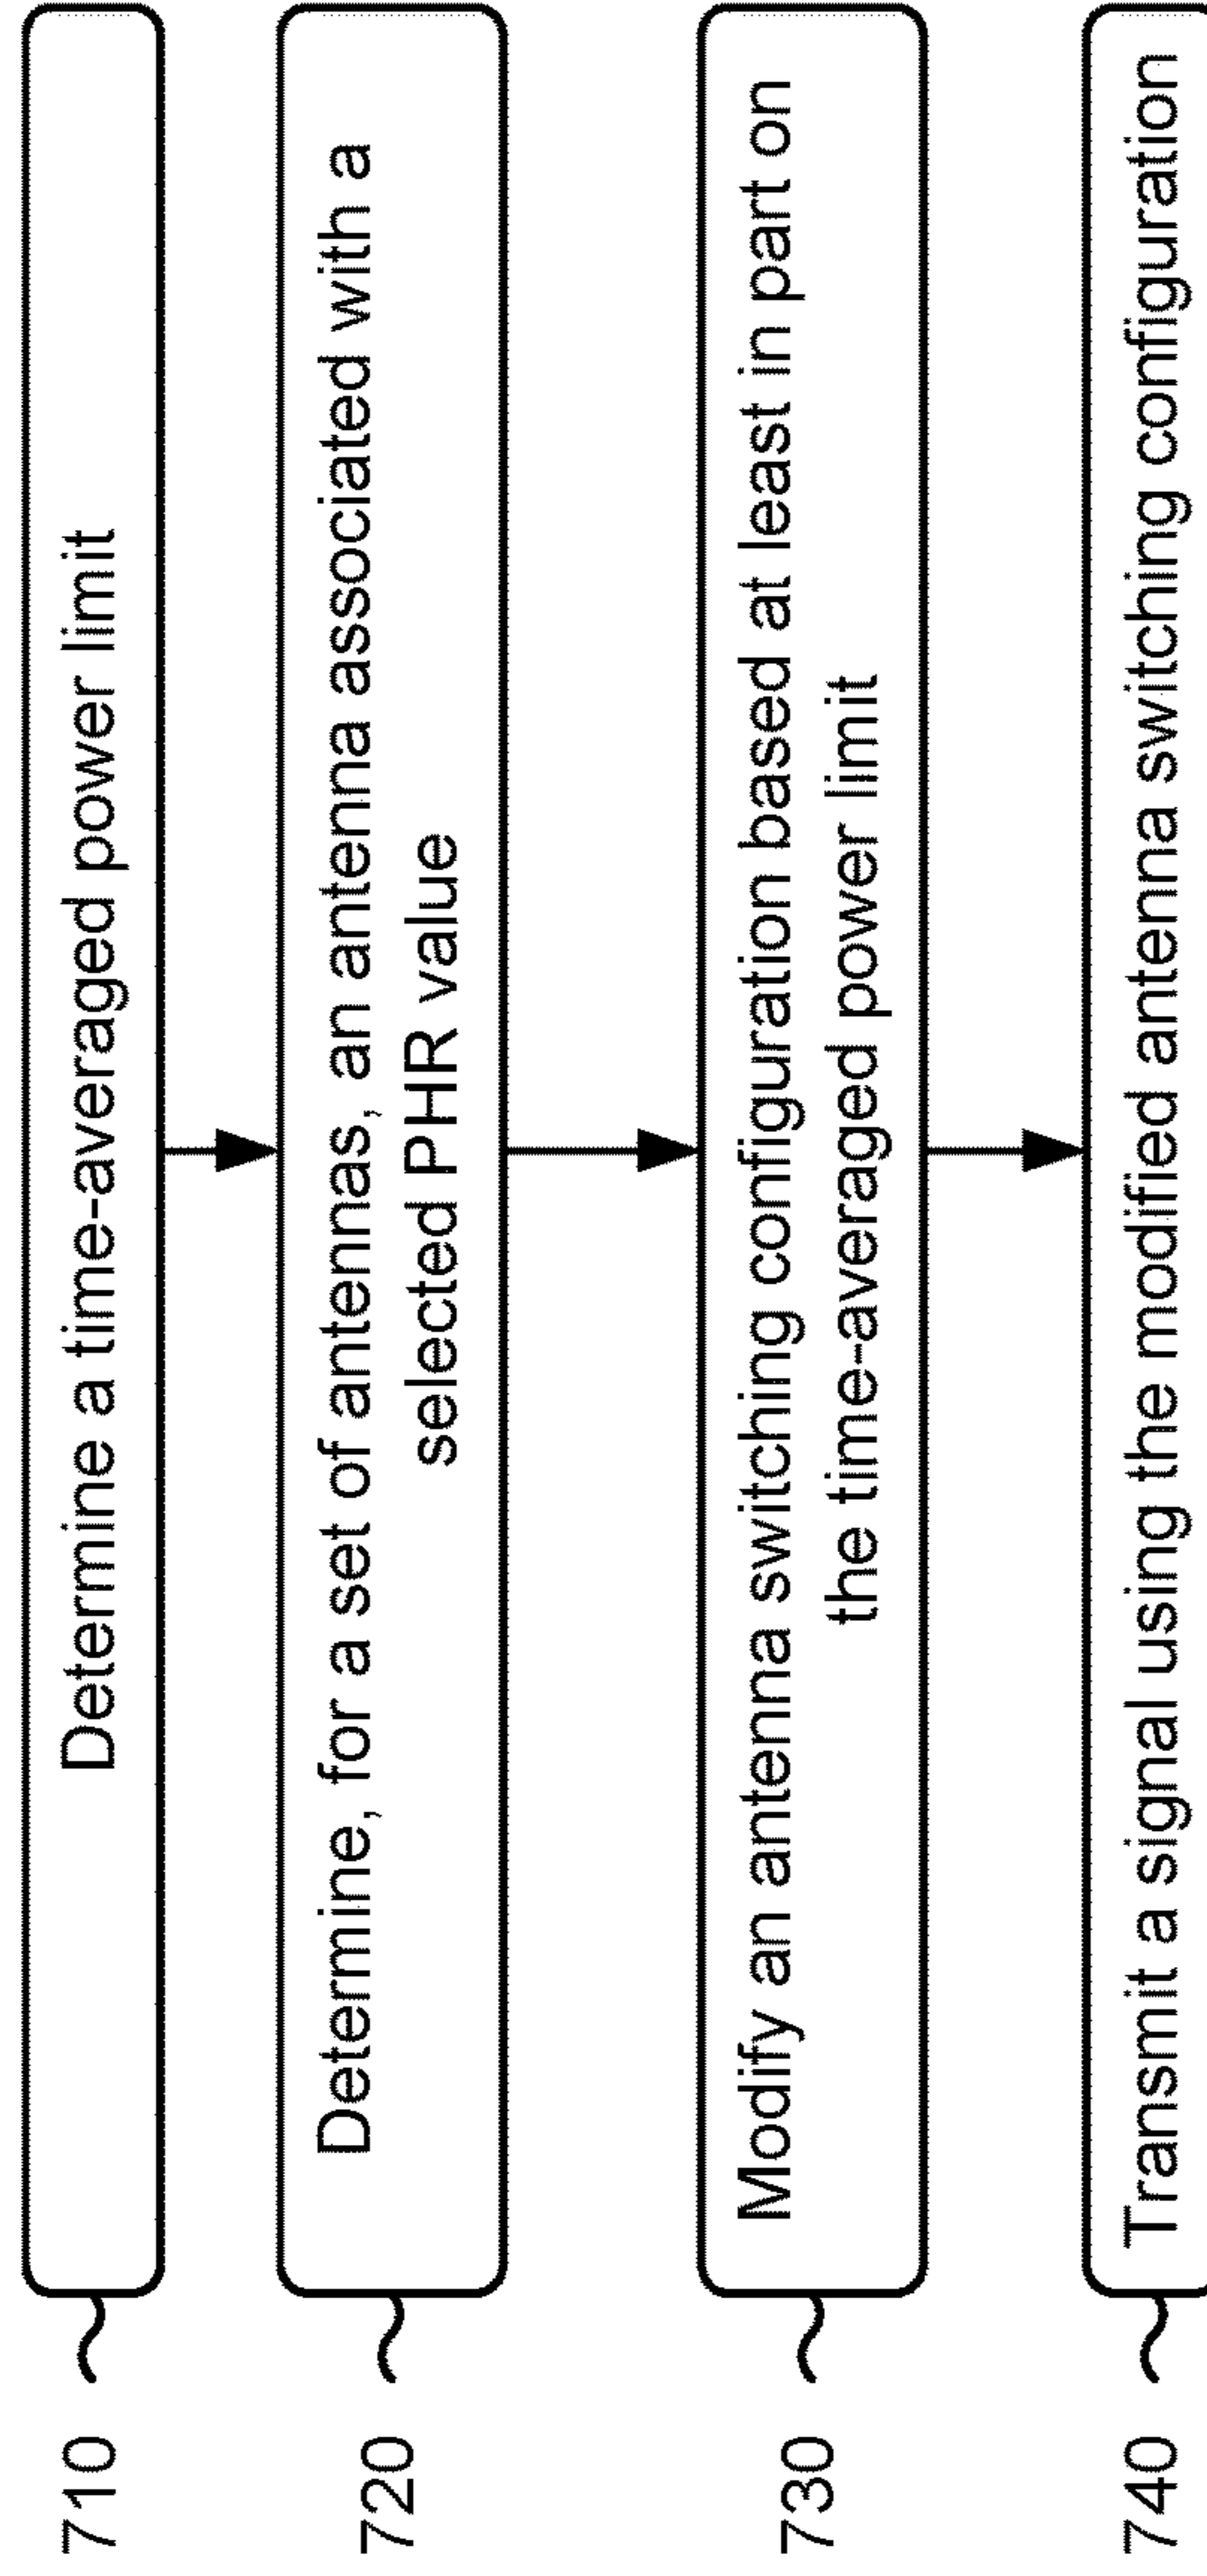 710
Determine a time-averaged power limit
720
Determine, for a set of antennas, an antenna associated with a
selected PHR value
730
Modify an antenna switching configuration based at least in part on
the time-averaged power limit
740
Transmit a signal using the modified antenna switching configuration